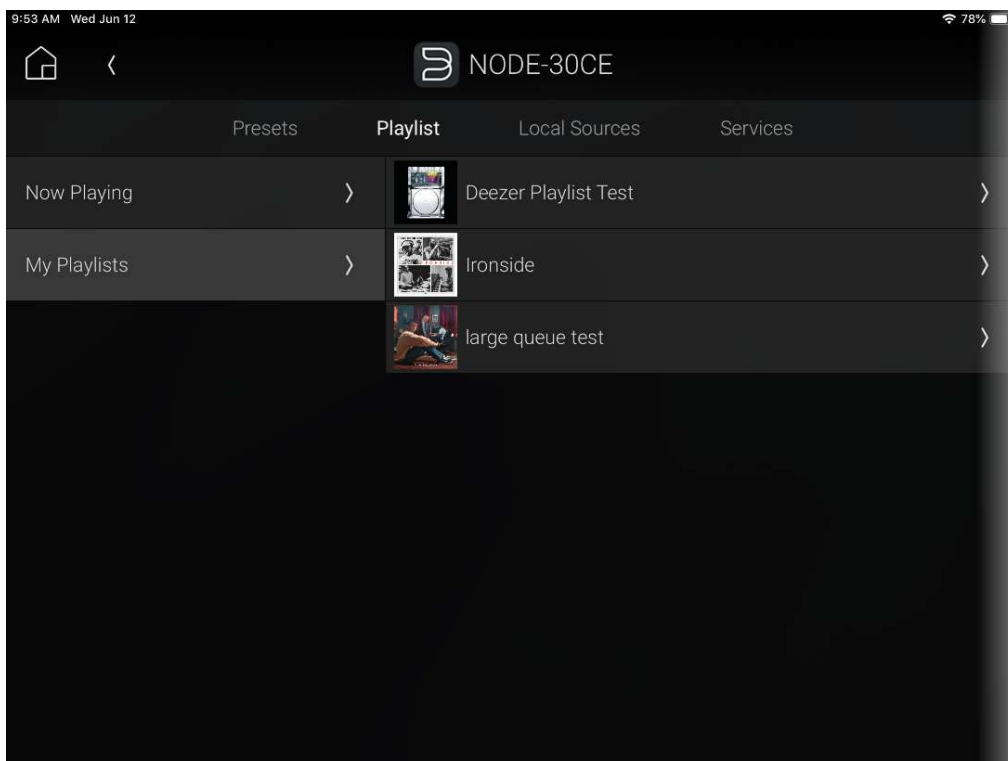 9:53 AM Wed Jun 12 78%
NODE-30CE
Presets Playlist Local Sources Services
Now Playing
Deezer Playlist Test
My Playlists
Ironside
large queue test